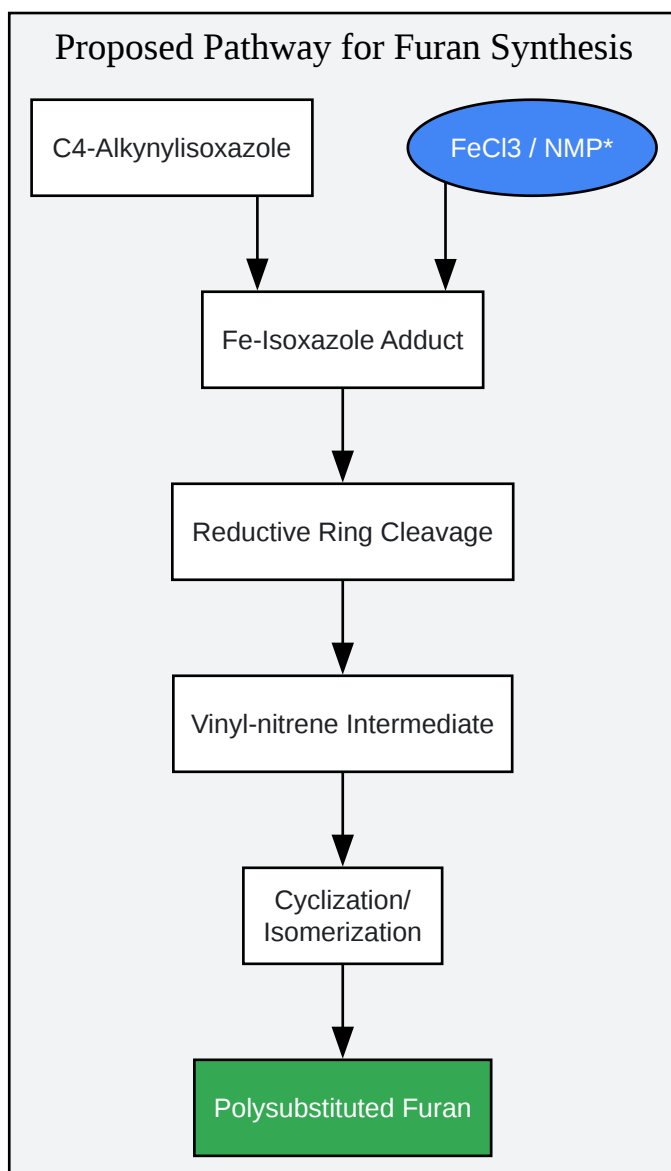 Proposed Pathway for Furan Synthesis
C4-Alkynylisoxazole
FeCl3 / NMP*
Fe-Isoxazole Adduct
Reductive Ring Cleavage
Vinyl-nitrene Intermediate
Cyclization/
Isomerization
Polysubstituted Furan